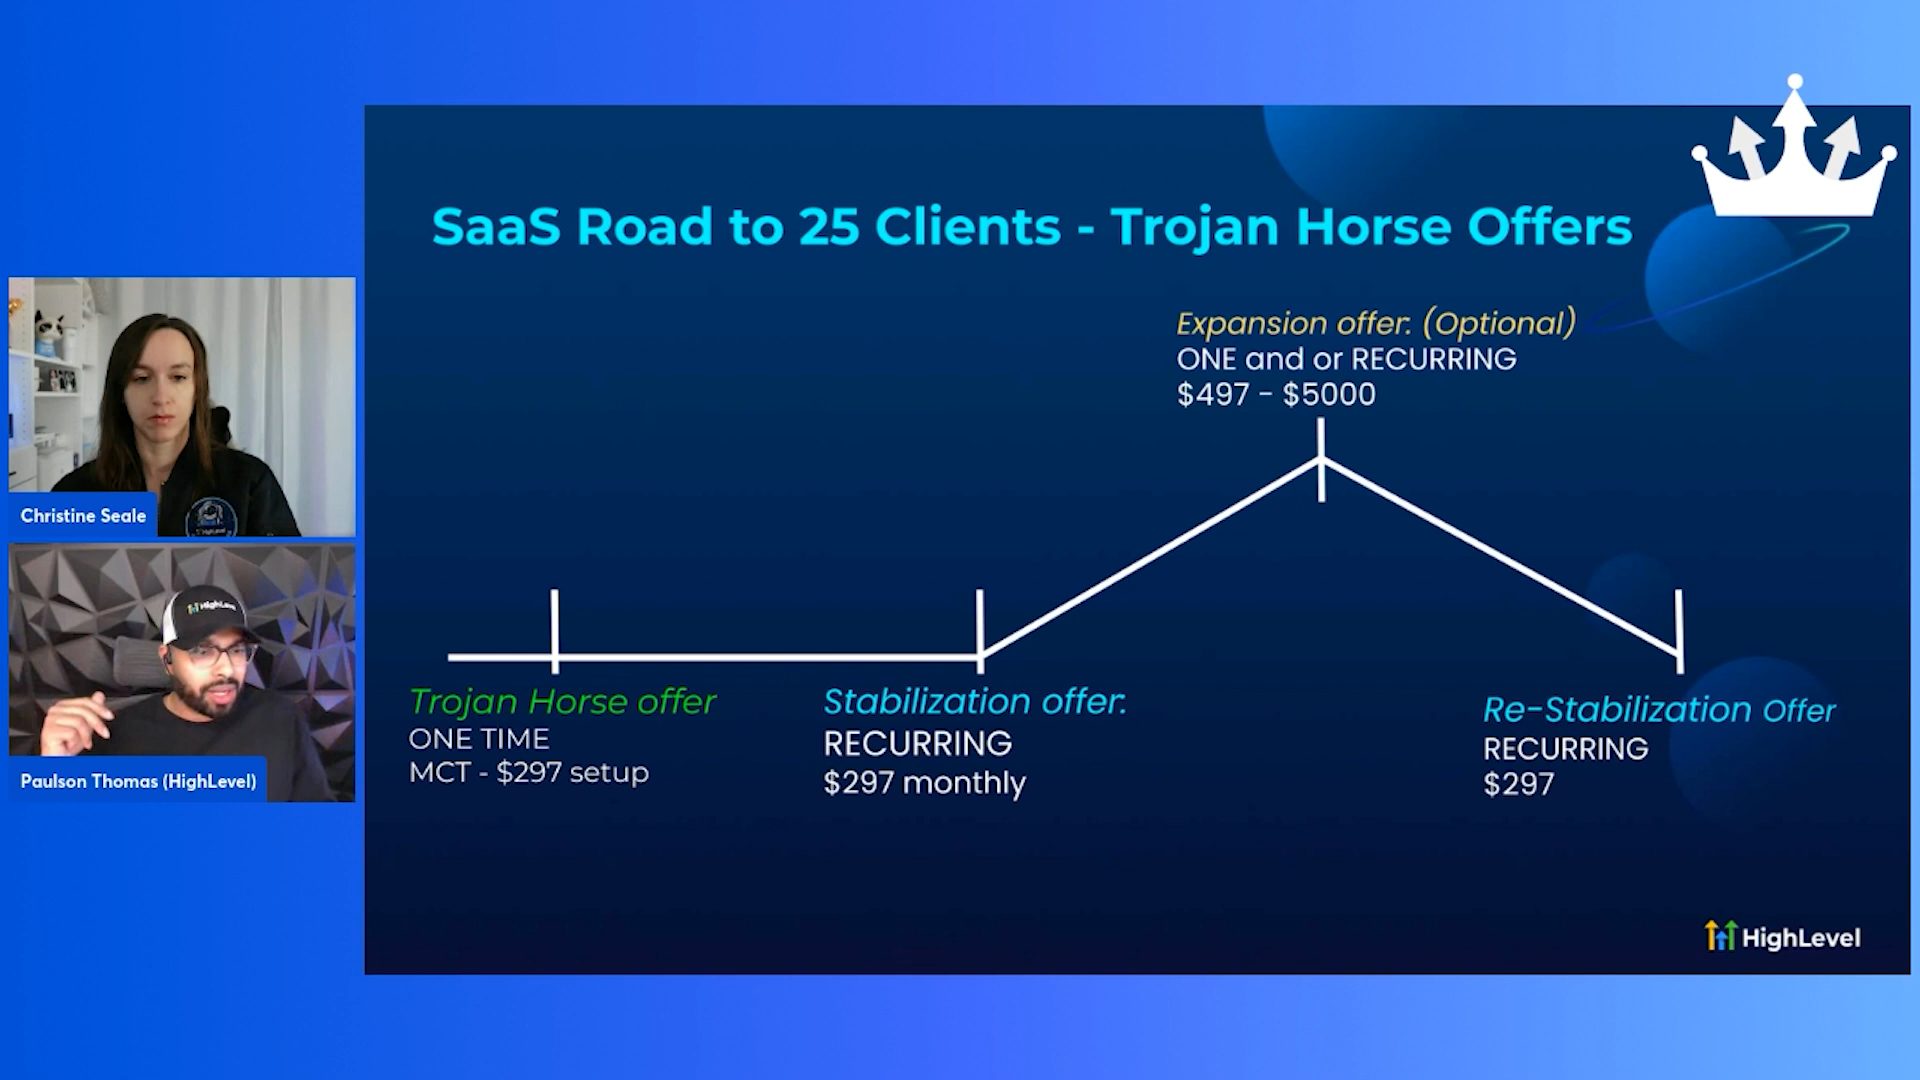 SaaS Road to 25 Clients - Trojan Horse Offers
Expansion offer: (Optional)
ONE and or RECURRING
$497 - $5000
Trojan Horse offer
ONE TIME
MCT - $297 setup
Stabilization offer:
RECURRING
$297 monthly
Re-Stabilization Offer
RECURRING
$297
Christine Seale
HighLevel
Paulson Thomas (HighLevel)
HighLevel